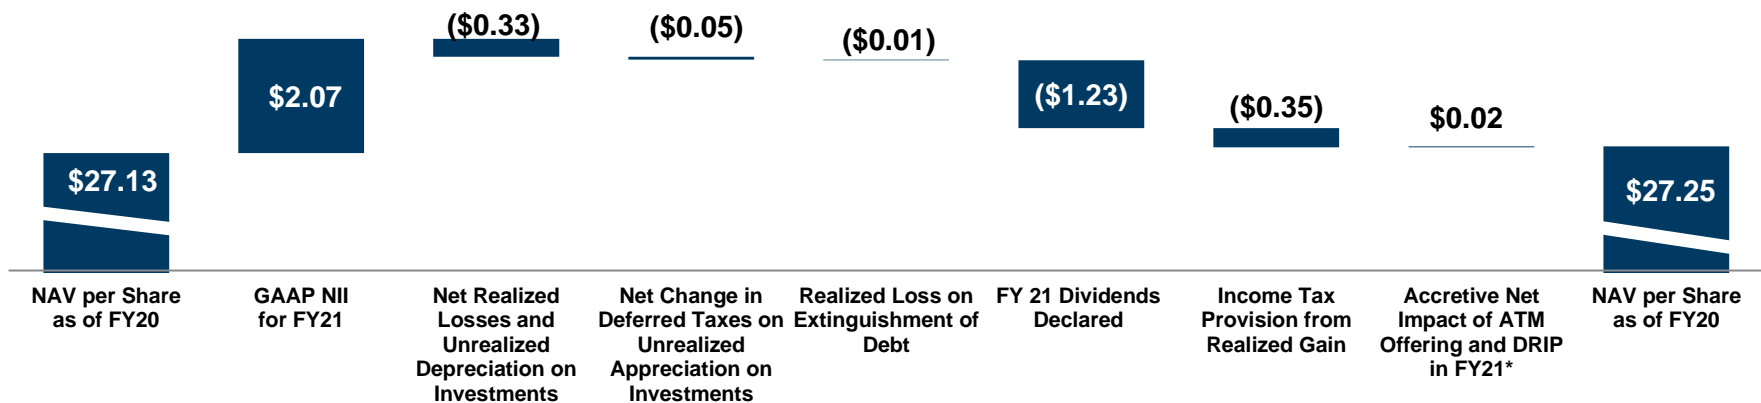 $27.13
$2.07
($0.33)
($0.05)
($0.01)
($1.23)
($0.35)
$0.02
$27.25
NAV per Share
as of FY20
GAAP NII
for FY21
Net Realized
Losses and
Unrealized
Depreciation on
Investments
Net Change in
Deferred Taxes on
Unrealized
Appreciation on
Investments
Realized Loss on
Extinguishment of
Debt
FY 21 Dividends
Declared
Income Tax
Provision from
Realized Gain
Accretive Net
Impact of ATM
Offering and DRIP
in FY21*
NAV per Share
as of FY20